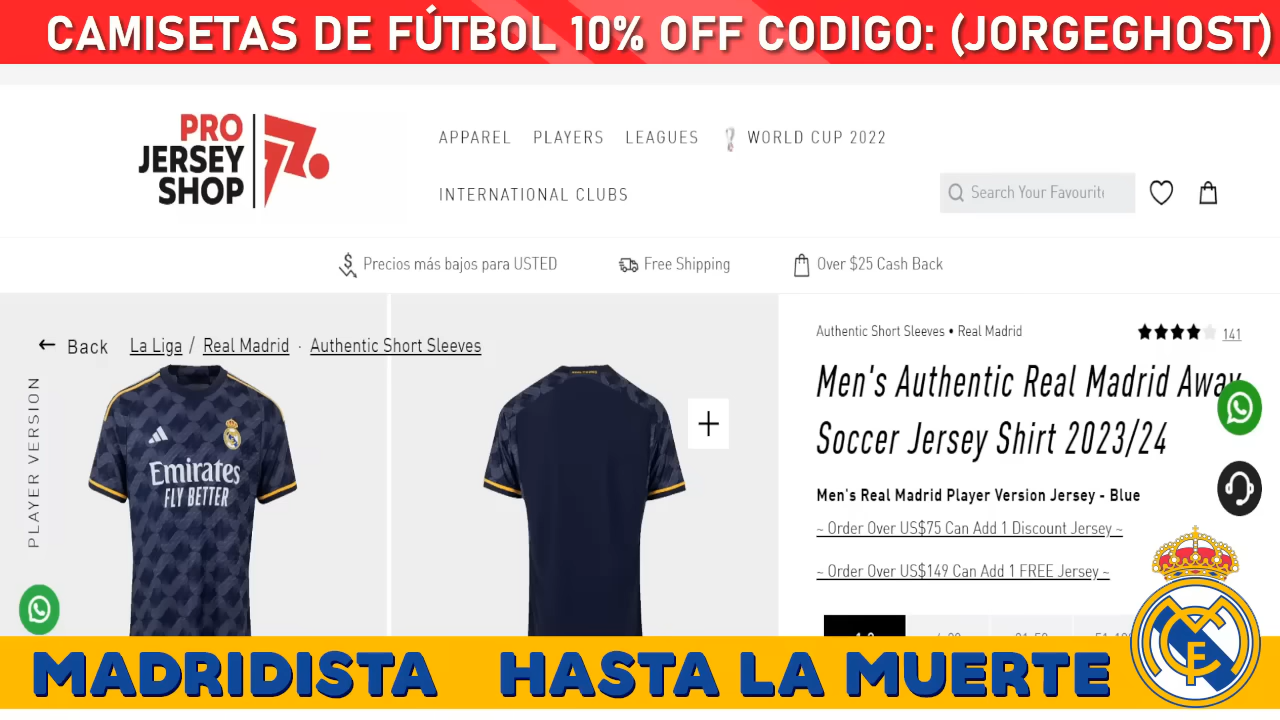 CAMISETAS DE FÚTBOL 10% OFF CODIGO: (JORGEGHOST)
PRO
JERSEY
SHOP
APPAREL PLAYERS LEAGUES WORLD CUP 2022
INTERNATIONAL CLUBS
Search Your Favourite
Precios más bajos para USTED
Free Shipping
Over $25 Cash Back
← Back La Liga / Real Madrid · Authentic Short Sleeves
PLAYER VERSION
Emirates
FLY BETTER
+
Authentic Short Sleeves • Real Madrid
141
Men's Authentic Real Madrid Away
Soccer Jersey Shirt 2023/24
Men's Real Madrid Player Version Jersey - Blue
~ Order Over US$75 Can Add 1 Discount Jersey ~
~ Order Over US$149 Can Add 1 FREE Jersey ~
MADRIDISTA HASTA LA MUERTE